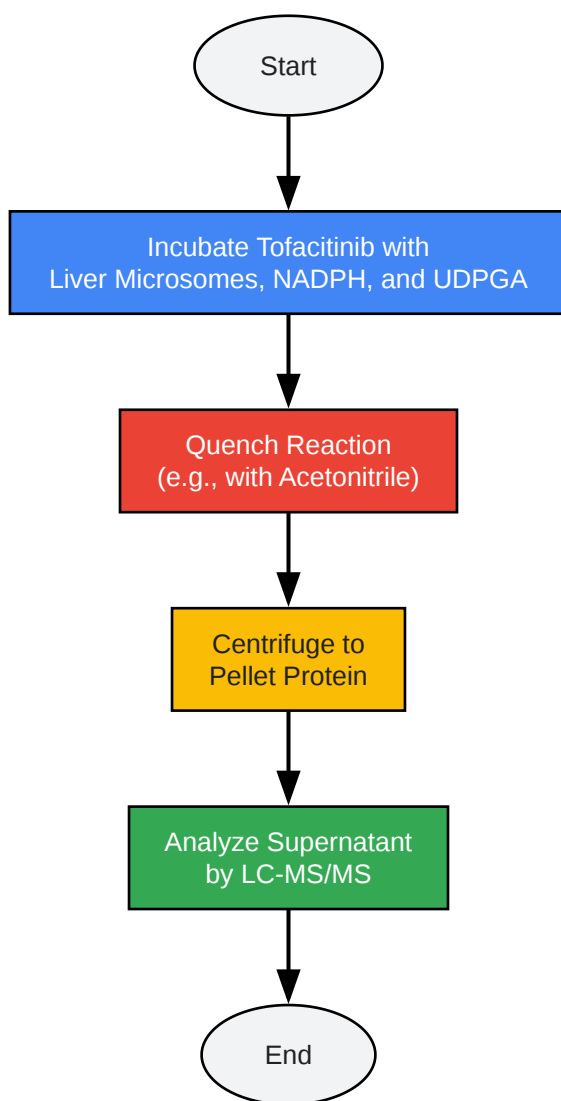 Start
Incubate Tofacitinib with
Liver Microsomes, NADPH, and UDPGA
Quench Reaction
(e.g., with Acetonitrile)
Centrifuge to
Pellet Protein
Analyze Supernatant
by LC-MS/MS
End